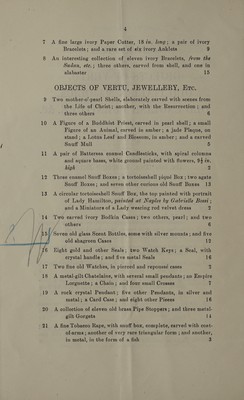 4
7 A fine large ivory Paper Cutter, 18 in. long; a pair of ivory
Bracelets; and a rare set of six ivory Anklets 9
8 An interesting collection of eleven ivory Bracelets, from the
Sudan, etc.; three others, carved from shell, and one in
alabaster 15
OBJECTS OF VERTU, JEWELLERY, Etc.
9 Two mother-o'-pearl Shells, elaborately carved with scenes from
the Life of Christ; another, with the Resurrection; and
three others 6
10 A Figure of a Buddhist Priest, carved in pearl shell; a small
Figure of an Animal, carved in amber; a jade Plaque, on
stand; a Lotus Leaf and Blossom, in amber; and a carved
Snuff Mull 5
11 A pair of Battersea enamel Candlesticks, with spiral columns
and square bases, white ground painted with flowers, 9½ in.
high 2
12 Three enamel Snuff Boxes; a tortoiseshell piqué Box; two agate
Snuff Boxes; and seven other curious old Snuff Boxes 13
13 A circular tortoiseshell Snuff Box, the top painted with portrait
of Lady Hamilton, painted at Naples by Gabrielle Bossi;
and a Miniature of a Lady wearing red velvet dress 2
14 Two carved ivory Bodkin Cases; two others, pearl; and two
others 6
15 Seven old glass Scent Bottles, some with silver mounts; and five
old shagreen Cases 12
16 Eight gold and other Seals; two Watch Keys; a Seal, with
crystal handle; and five metal Seals 16
17 Two fine old Watches, in pierced and repoussé cases 2
18 A metal-gilt Chatelaine, with several small pendants; an Empire
Lorgnette; a Chain; and four small Crosses 7
19 A rock crystal Pendant; five other Pendants, in silver and
metal; a Card Case; and eight other Pieces 18
20 A collection of eleven old brass Pipe Stoppers; and three metal-
gilt Gorgets 14
21 A fine Tobacco Rasp, with snuff box, complete, carved with coat-
of-arms; another of very rare triangular form; and another,
in metal, in the form of a fish 3